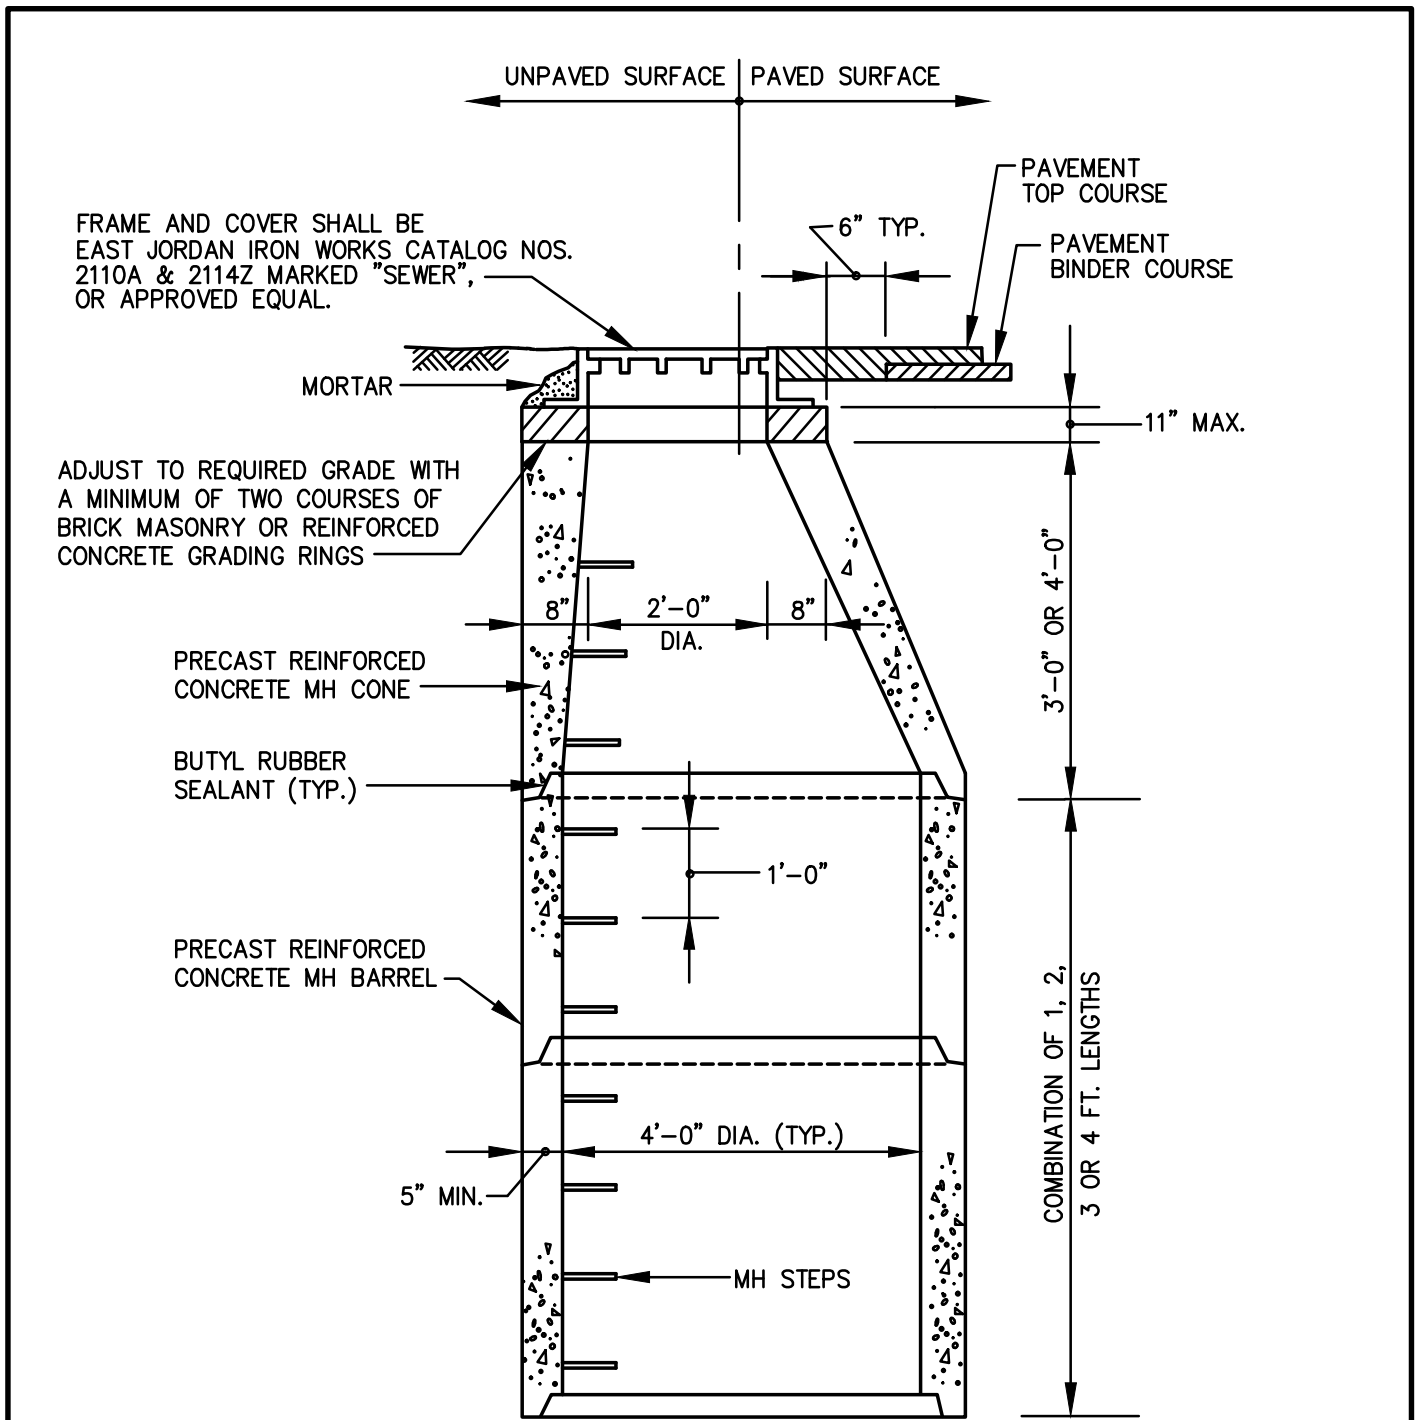 UNPAVED SURFACE
PAVED SURFACE
PAVEMENT
TOP COURSE
FRAME AND COVER SHALL BE
EAST JORDAN IRON WORKS CATALOG NOS.
2110A & 2114Z MARKED "SEWER",
OR APPROVED EQUAL.
6" TYP.
PAVEMENT
BINDER COURSE
MORTAR
11" MAX.
ADJUST TO REQUIRED GRADE WITH
A MINIMUM OF TWO COURSES OF
BRICK MASONRY OR REINFORCED
CONCRETE GRADING RINGS
8"
2'-0"
DIA.
8"
3'-0" OR 4'-0"
PRECAST REINFORCED
CONCRETE MH CONE
BUTYL RUBBER
SEALANT (TYP.)
1'-0"
PRECAST REINFORCED
CONCRETE MH BARREL
COMBINATION OF 1, 2,
3 OR 4 FT. LENGTHS
4'-0" DIA. (TYP.)
5" MIN.
MH STEPS